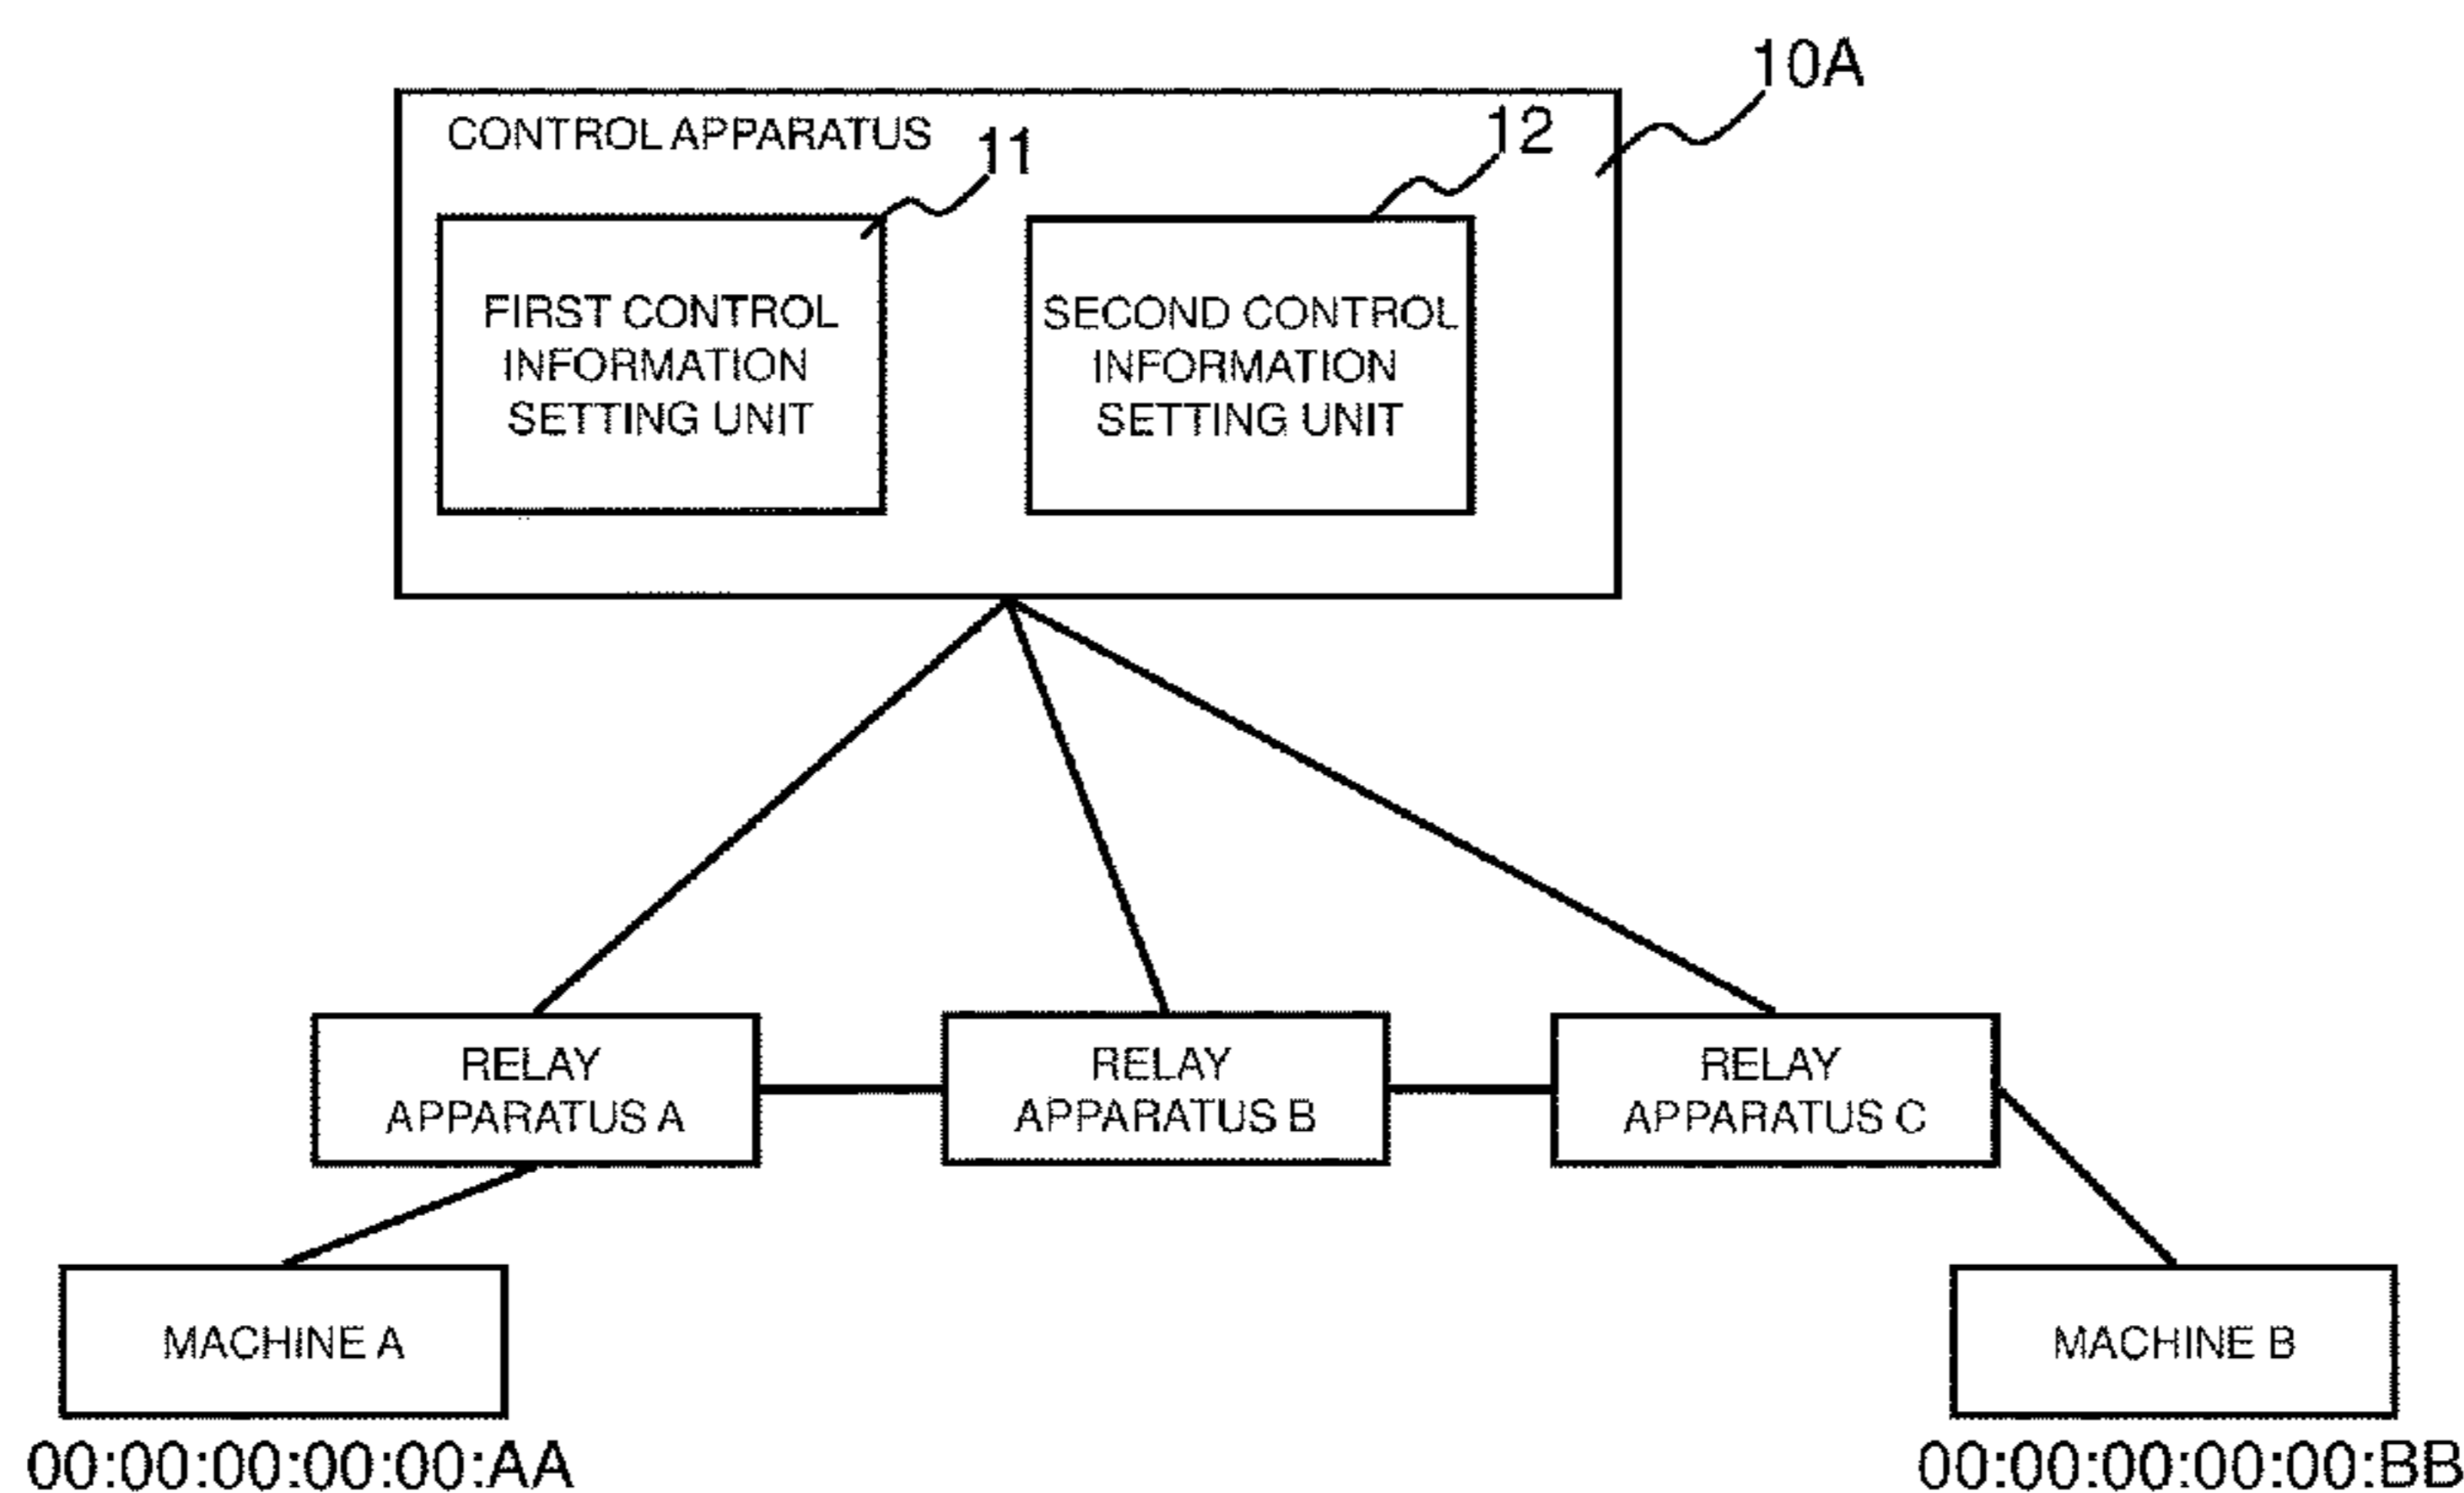 10A
CONTROL APPARATUS
11
12
FIRST CONTROL
INFORMATION
SETTING UNIT
SECOND CONTROL
INFORMATION
SETTING UNIT
RELAY
APPARATUS A
RELAY
APPARATUS B
RELAY
APPARATUS C
MACHINE A
MACHINE B
00:00:00:00:00:AA
00:00:00:00:00:BB